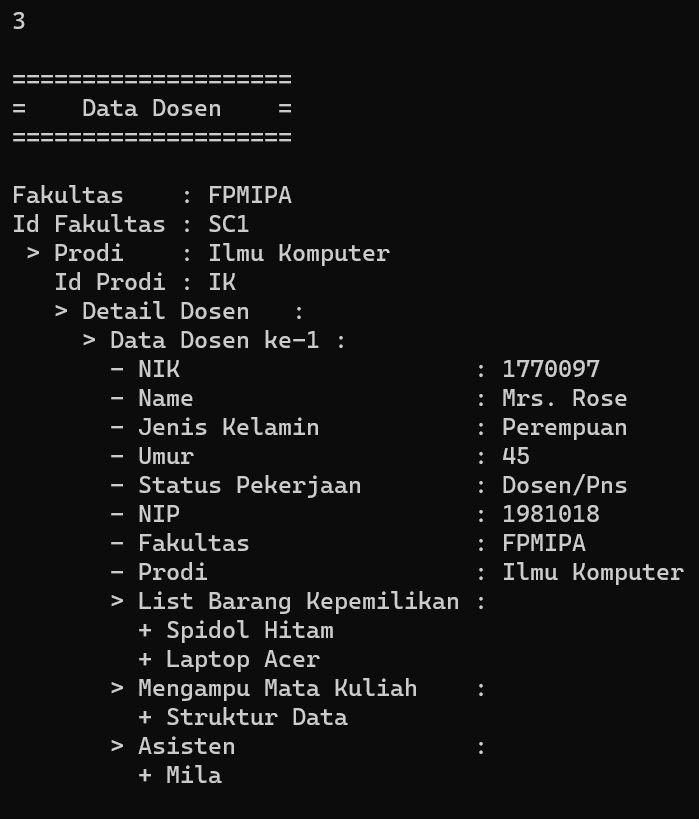 3
====================
=    Data Dosen    =
====================
Fakultas    : FPMIPA
Id Fakultas : SC1
 > Prodi    : Ilmu Komputer
   Id Prodi : IK
   > Detail Dosen   :
     > Data Dosen ke-1 :
       - NIK                     : 1770097
       - Name                    : Mrs. Rose
       - Jenis Kelamin           : Perempuan
       - Umur                    : 45
       - Status Pekerjaan        : Dosen/Pns
       - NIP                     : 1981018
       - Fakultas                : FPMIPA
       - Prodi                   : Ilmu Komputer
       > List Barang Kepemilikan :
         + Spidol Hitam
         + Laptop Acer
       > Mengampu Mata Kuliah    :
         + Struktur Data
       > Asisten                 :
         + Mila